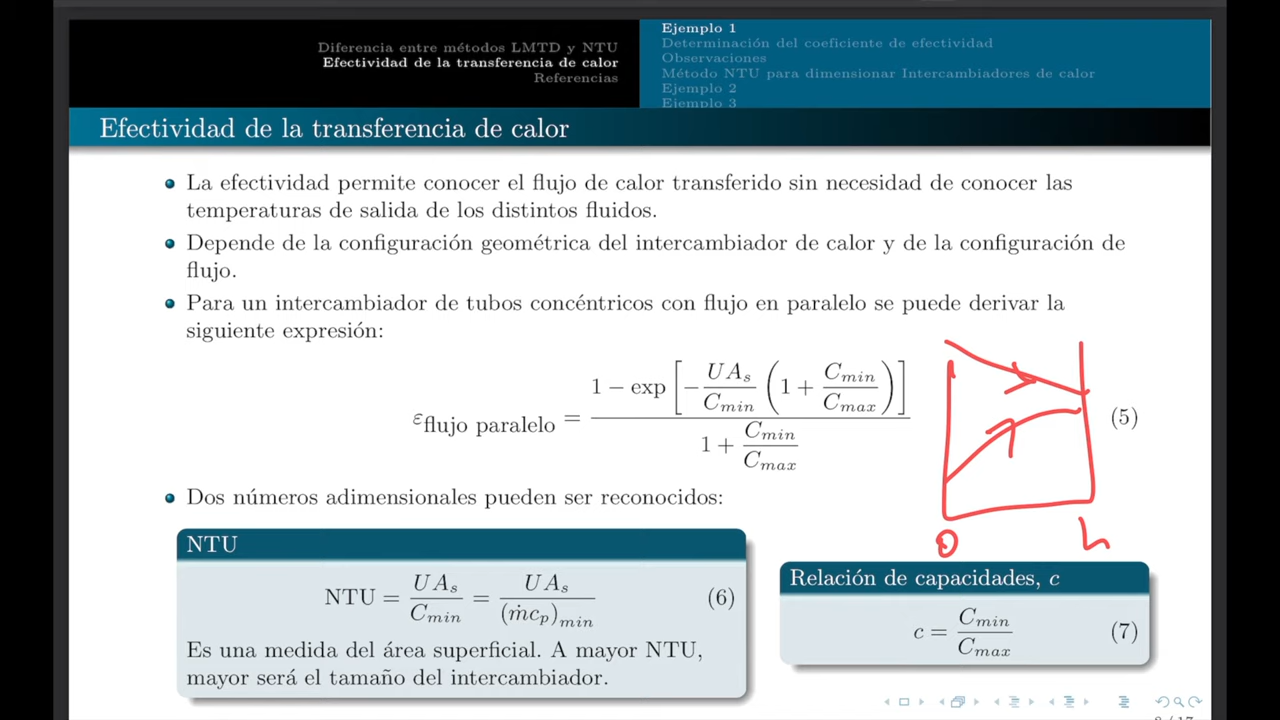 Diferencia entre métodos LMTD y NTU
Efectividad de la transferencia de calor
Referencias
Ejemplo 1
Determinación del coeficiente de efectividad
Observaciones
Método NTU para dimensionar Intercambiadores de calor
Ejemplo 2
Ejemplo 3
Efectividad de la transferencia de calor
La efectividad permite conocer el flujo de calor transferido sin necesidad de conocer las
temperaturas de salida de los distintos fluidos.
Depende de la configuración geométrica del intercambiador de calor y de la configuración de
flujo.
Para un intercambiador de tubos concéntricos con flujo en paralelo se puede derivar la
siguiente expresión:
ε_flujo paralelo = (1 − exp[−(UA_s/C_min)(1 + C_min/C_max)]) / (1 + C_min/C_max) (5)
0
Dos números adimensionales pueden ser reconocidos:
NTU
NTU = UA_s/C_min = UA_s/(ṁc_p)_min (6)
Es una medida del área superficial. A mayor NTU,
mayor será el tamaño del intercambiador.
Relación de capacidades, c
c = C_min/C_max (7)